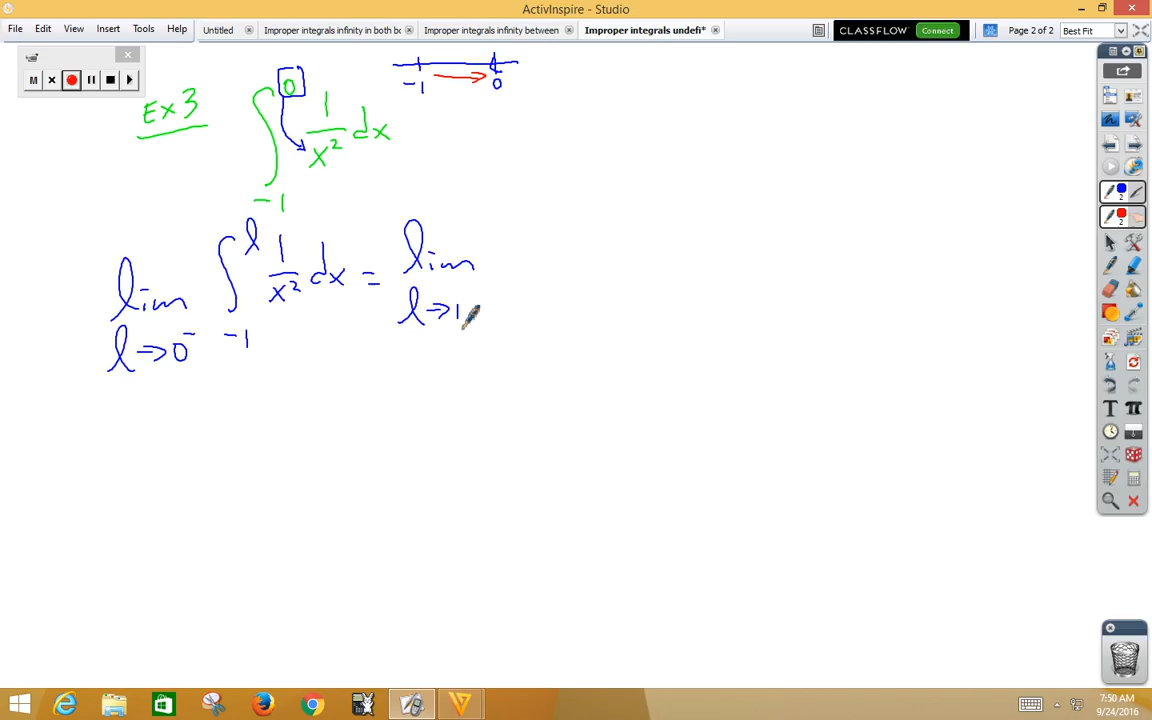 ActivInspire - Studio
File Edit View Insert Tools Help
Untitled Improper integrals infinity in both bo Improper integrals infinity between Improper integrals undefi* CLASSFLOW Connect Page 2 of 2 Best Fit
M
-1 0
Ex 3 ∫_{-1}^{0} 1/x² dx
lim l→0⁻ ∫_{-1}^{l} 1/x² dx = lim l→
2
2
T π
7:50 AM
9/24/2016